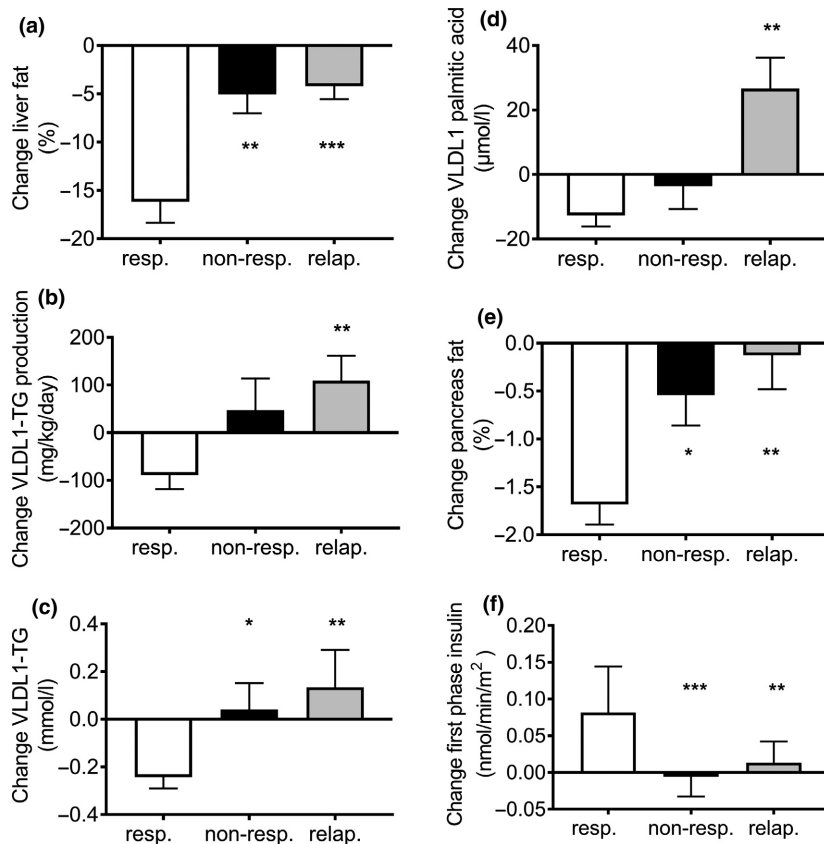 (a)
Change liver fat
(%)
0
−5
−10
−15
−20
**
***
resp.
non-resp.
relap.
(b)
Change VLDL1-TG production
(mg/kg/day)
200
100
0
−100
−200
**
resp.
non-resp.
relap.
(c)
Change VLDL1-TG
(mmol/l)
0.4
0.2
0.0
−0.2
−0.4
*
**
resp.
non-resp.
relap.
(d)
Change VLDL1 palmitic acid
(µmol/l)
40
20
0
−20
**
resp.
non-resp.
relap.
(e)
Change pancreas fat
(%)
0.0
−0.5
−1.0
−1.5
−2.0
*
**
resp.
non-resp.
relap.
(f)
Change first phase insulin
(nmol/min/m² )
0.20
0.15
0.10
0.05
0.00
−0.05
***
**
resp.
non-resp.
relap.